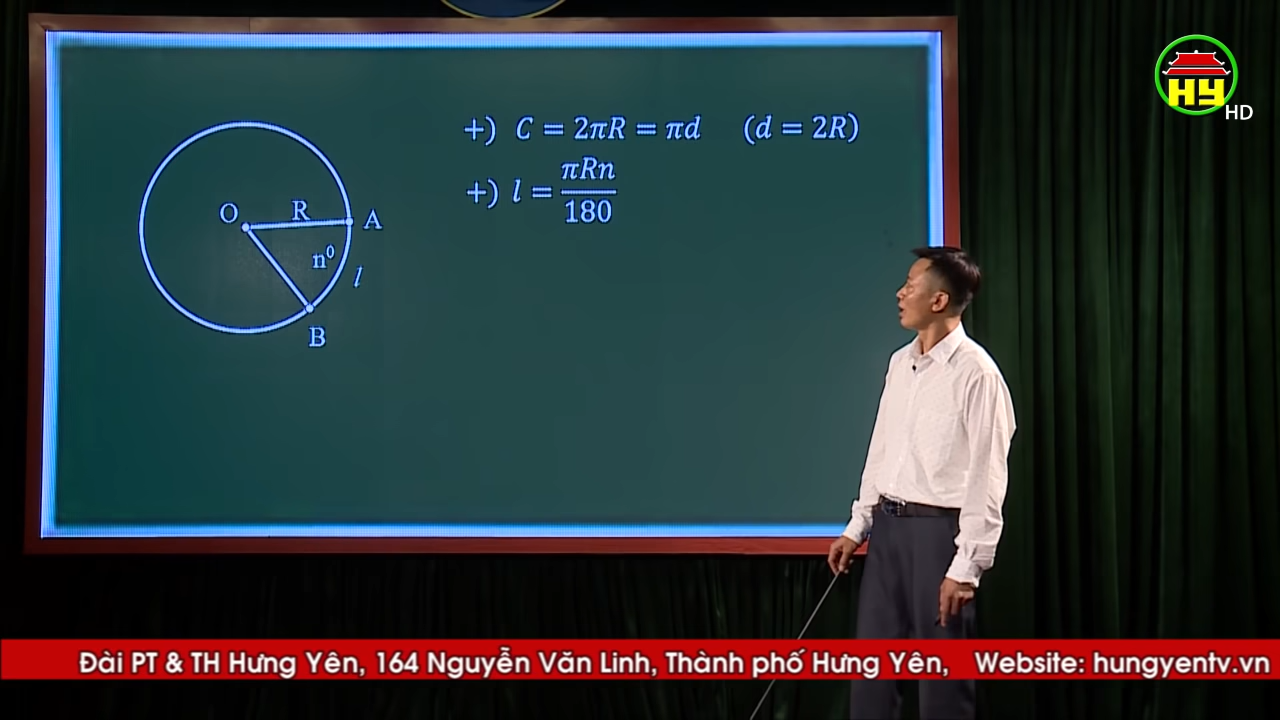 HY
HD
+) C = 2πR = πd (d = 2R)
+) l = πRn/180
O
R
A
n⁰
l
B
Đài PT & TH Hưng Yên, 164 Nguyễn Văn Linh, Thành phố Hưng Yên, Website: hungyentv.vn